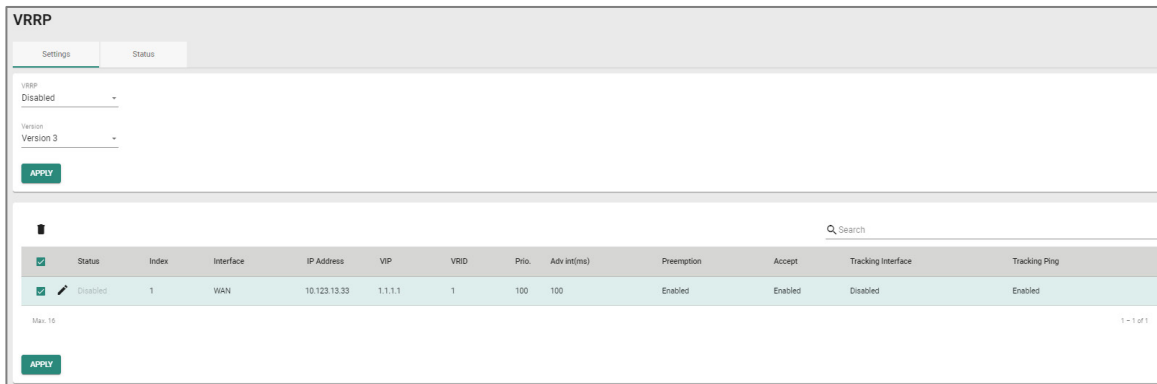 VRRP
Settings Status
VRRP
Disabled
Version
Version 3
APPLY
Search
Status Index Interface IP Address VIP VRID Prio. Adv int(ms) Preemption Accept Tracking Interface Tracking Ping
Disabled 1 WAN 10.123.13.33 1.1.1.1 1 100 100 Enabled Enabled Disabled Enabled
Max. 16 1 – 1 of 1
APPLY